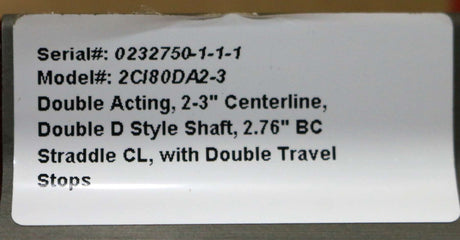 Serial#: 0232750-1-1-1
Model#: 2CI80DA2-3
Double Acting, 2-3" Centerline,
Double D Style Shaft, 2.76" BC
Straddle CL, with Double Travel
Stops